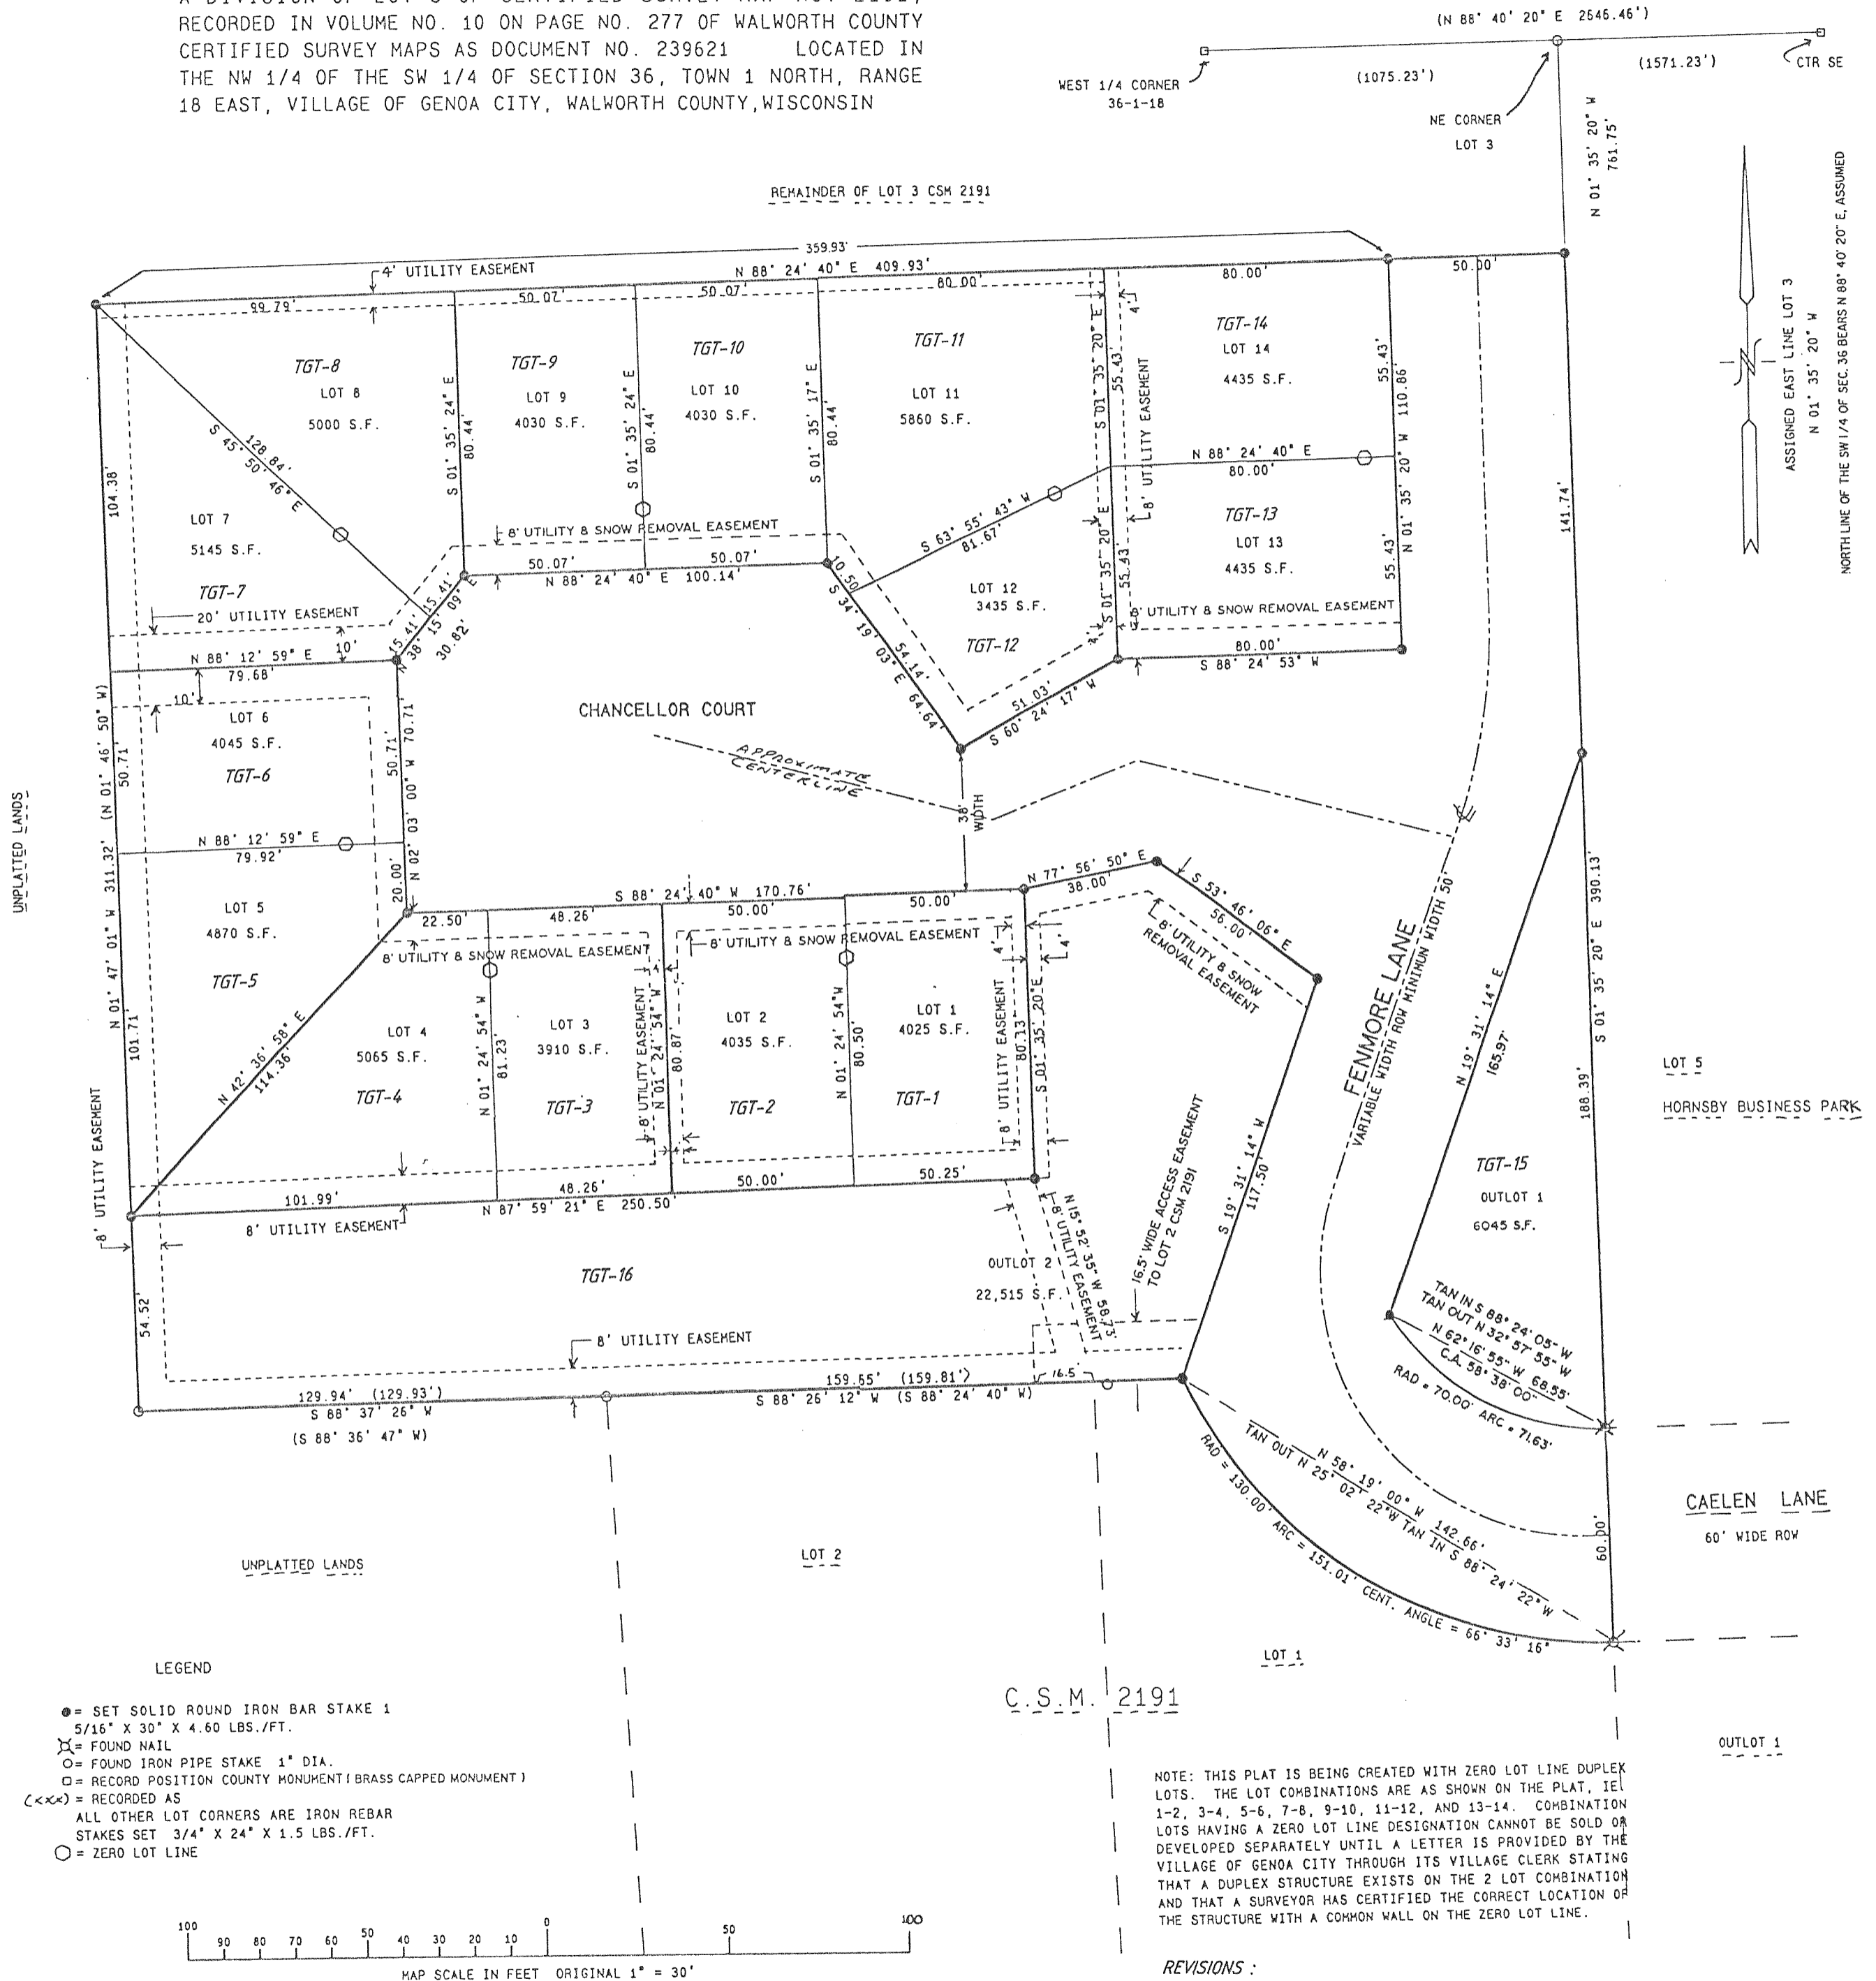 RECORDED IN VOLUME NO. 10 ON PAGE NO. 277 OF WALWORTH COUNTY
CERTIFIED SURVEY MAPS AS DOCUMENT NO. 239621 LOCATED IN
THE NW 1/4 OF THE SW 1/4 OF SECTION 36, TOWN 1 NORTH, RANGE
18 EAST, VILLAGE OF GENOA CITY, WALWORTH COUNTY, WISCONSIN
(N 88° 40' 20" E 2646.46')
WEST 1/4 CORNER
36-1-18
(1075.23')
(1571.23')
CTR SE
NE CORNER
LOT 3
N 01° 35' 20" W
761.75'
REMAINDER OF LOT 3 CSM 2191
359.93'
4' UTILITY EASEMENT
N 88° 24' 40" E 409.93'
99.79'
50.07'
50.07'
80.00'
80.00'
50.00'
ASSIGNED EAST LINE LOT 3
N 01° 35' 20" W
NORTH LINE OF THE SW 1/4 OF SEC. 36 BEARS N 88° 40' 20" E, ASSUMED
N
TGT-8
LOT 8
5000 S.F.
S 01° 35' 24" E
80.44'
TGT-9
LOT 9
4030 S.F.
S 01° 35' 24" E
80.44'
TGT-10
LOT 10
4030 S.F.
S 01° 35' 17" E
80.44'
TGT-11
LOT 11
5860 S.F.
S 01° 35' 20" E
55.43'
4'
8' UTILITY EASEMENT
TGT-14
LOT 14
4435 S.F.
55.43'
N 01° 35' 20" W 110.86'
N 88° 24' 40" E
80.00'
128.84'
S 45° 50' 46" E
104.38'
LOT 7
5145 S.F.
TGT-7
20' UTILITY EASEMENT
10'
8' UTILITY & SNOW REMOVAL EASEMENT
50.07'
50.07'
N 88° 24' 40" E 100.14'
15.41'
15.41'
N 38° 15' 09" E
30.82'
S 63° 55' 43" W
81.67'
10.50'
S 34° 19' 03" E 64.64'
54.14'
LOT 12
3435 S.F.
TGT-12
S 01° 35' 20" E
55.43'
4'
TGT-13
LOT 13
4435 S.F.
55.43'
8' UTILITY & SNOW REMOVAL EASEMENT
80.00'
S 88° 24' 53" W
51.03'
S 60° 24' 17" W
141.74'
N 88° 12' 59" E
79.68'
10'
LOT 6
4045 S.F.
TGT-6
50.71'
50.71'
N 02° 03' 00" W 70.71'
20.00'
CHANCELLOR COURT
APPROXIMATE
CENTERLINE
38'
WIDTH
UNPLATTED LANDS
N 01° 47' 01" W 311.32' (N 01° 46' 50" W)
N 88° 12' 59" E
79.92'
LOT 5
4870 S.F.
TGT-5
101.71'
N 42° 36' 58" E
114.36'
S 88° 24' 40" W 170.76'
22.50'
48.26'
50.00'
50.00'
8' UTILITY & SNOW REMOVAL EASEMENT
8' UTILITY & SNOW REMOVAL EASEMENT
N 77° 56' 50" E
38.00'
S 53° 46' 06" E
56.00'
8' UTILITY & SNOW
REMOVAL EASEMENT
LOT 4
5065 S.F.
TGT-4
N 01° 24' 54" W
81.23'
LOT 3
3910 S.F.
TGT-3
8' UTILITY EASEMENT
N 01° 24' 54" W
80.87'
4'
LOT 2
4035 S.F.
TGT-2
N 01° 24' 54" W
80.50'
LOT 1
4025 S.F.
TGT-1
8' UTILITY EASEMENT
80.13'
S 01° 35' 20" E
4'
4'
FENMORE LANE
VARIABLE WIDTH ROW MINIMUN WIDTH 50'
N 19° 31' 14" E
165.97'
S 01° 35' 20" E 390.13'
188.39'
LOT 5
HORNSBY BUSINESS PARK
TGT-15
OUTLOT 1
6045 S.F.
8' UTILITY EASEMENT
101.99'
48.26'
50.00'
50.25'
N 87° 59' 21" E 250.50'
8' UTILITY EASEMENT
16.5' WIDE ACCESS EASEMENT
TO LOT 2 CSM 2191
S 19° 31' 14" W
117.50'
TGT-16
OUTLOT 2
22,515 S.F.
N15° 52' 35" W 58.73'
8' UTILITY EASEMENT
54.52'
8' UTILITY EASEMENT
129.94' (129.93')
S 88° 37' 26" W
(S 88° 36' 47" W)
159.65' (159.81')
S 88° 26' 12" W (S 88° 24' 40" W)
16.5
TAN IN S 88° 24' 05" W
TAN OUT N 32° 57' 55" W
N 62° 16' 55" W 68.55'
C.A. 58° 38' 00"
RAD = 70.00' ARC = 71.63'
N 58° 19' 00" W 142.66'
TAN OUT N 25° 02' 22" W TAN IN S 88° 24' 22" W
RAD = 130.00' ARC = 151.01' CENT. ANGLE = 66° 33' 16"
60.00'
CAELEN LANE
60' WIDE ROW
UNPLATTED LANDS
LOT 2
LOT 1
C.S.M. 2191
OUTLOT 1
LEGEND
= SET SOLID ROUND IRON BAR STAKE 1
5/16" X 30" X 4.60 LBS./FT.
= FOUND NAIL
= FOUND IRON PIPE STAKE 1" DIA.
= RECORD POSITION COUNTY MONUMENT (BRASS CAPPED MONUMENT)
(xxx) = RECORDED AS
ALL OTHER LOT CORNERS ARE IRON REBAR
STAKES SET 3/4" X 24" X 1.5 LBS./FT.
= ZERO LOT LINE
NOTE: THIS PLAT IS BEING CREATED WITH ZERO LOT LINE DUPLEX
LOTS. THE LOT COMBINATIONS ARE AS SHOWN ON THE PLAT, IE
1-2, 3-4, 5-6, 7-8, 9-10, 11-12, AND 13-14. COMBINATION
LOTS HAVING A ZERO LOT LINE DESIGNATION CANNOT BE SOLD OR
DEVELOPED SEPARATELY UNTIL A LETTER IS PROVIDED BY THE
VILLAGE OF GENOA CITY THROUGH ITS VILLAGE CLERK STATING
THAT A DUPLEX STRUCTURE EXISTS ON THE 2 LOT COMBINATION
AND THAT A SURVEYOR HAS CERTIFIED THE CORRECT LOCATION OF
THE STRUCTURE WITH A COMMON WALL ON THE ZERO LOT LINE.
REVISIONS :
100 90 80 70 60 50 40 30 20 10 0 50 100
MAP SCALE IN FEET ORIGINAL 1" = 30'